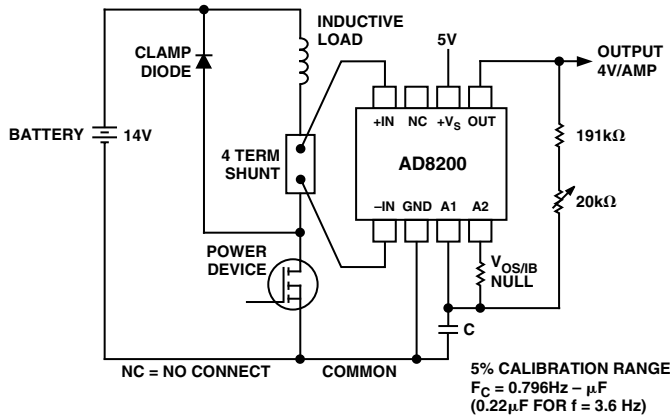 INDUCTIVE
LOAD
CLAMP
DIODE
5V
OUTPUT
4V/AMP
+IN NC +VS OUT
BATTERY
14V
4 TERM
SHUNT
AD8200
191kΩ
20kΩ
–IN GND A1 A2
POWER
DEVICE
VOS/IB
NULL
C
NC = NO CONNECT
COMMON
5% CALIBRATION RANGE
FC = 0.796Hz – μF
(0.22μF FOR f = 3.6 Hz)